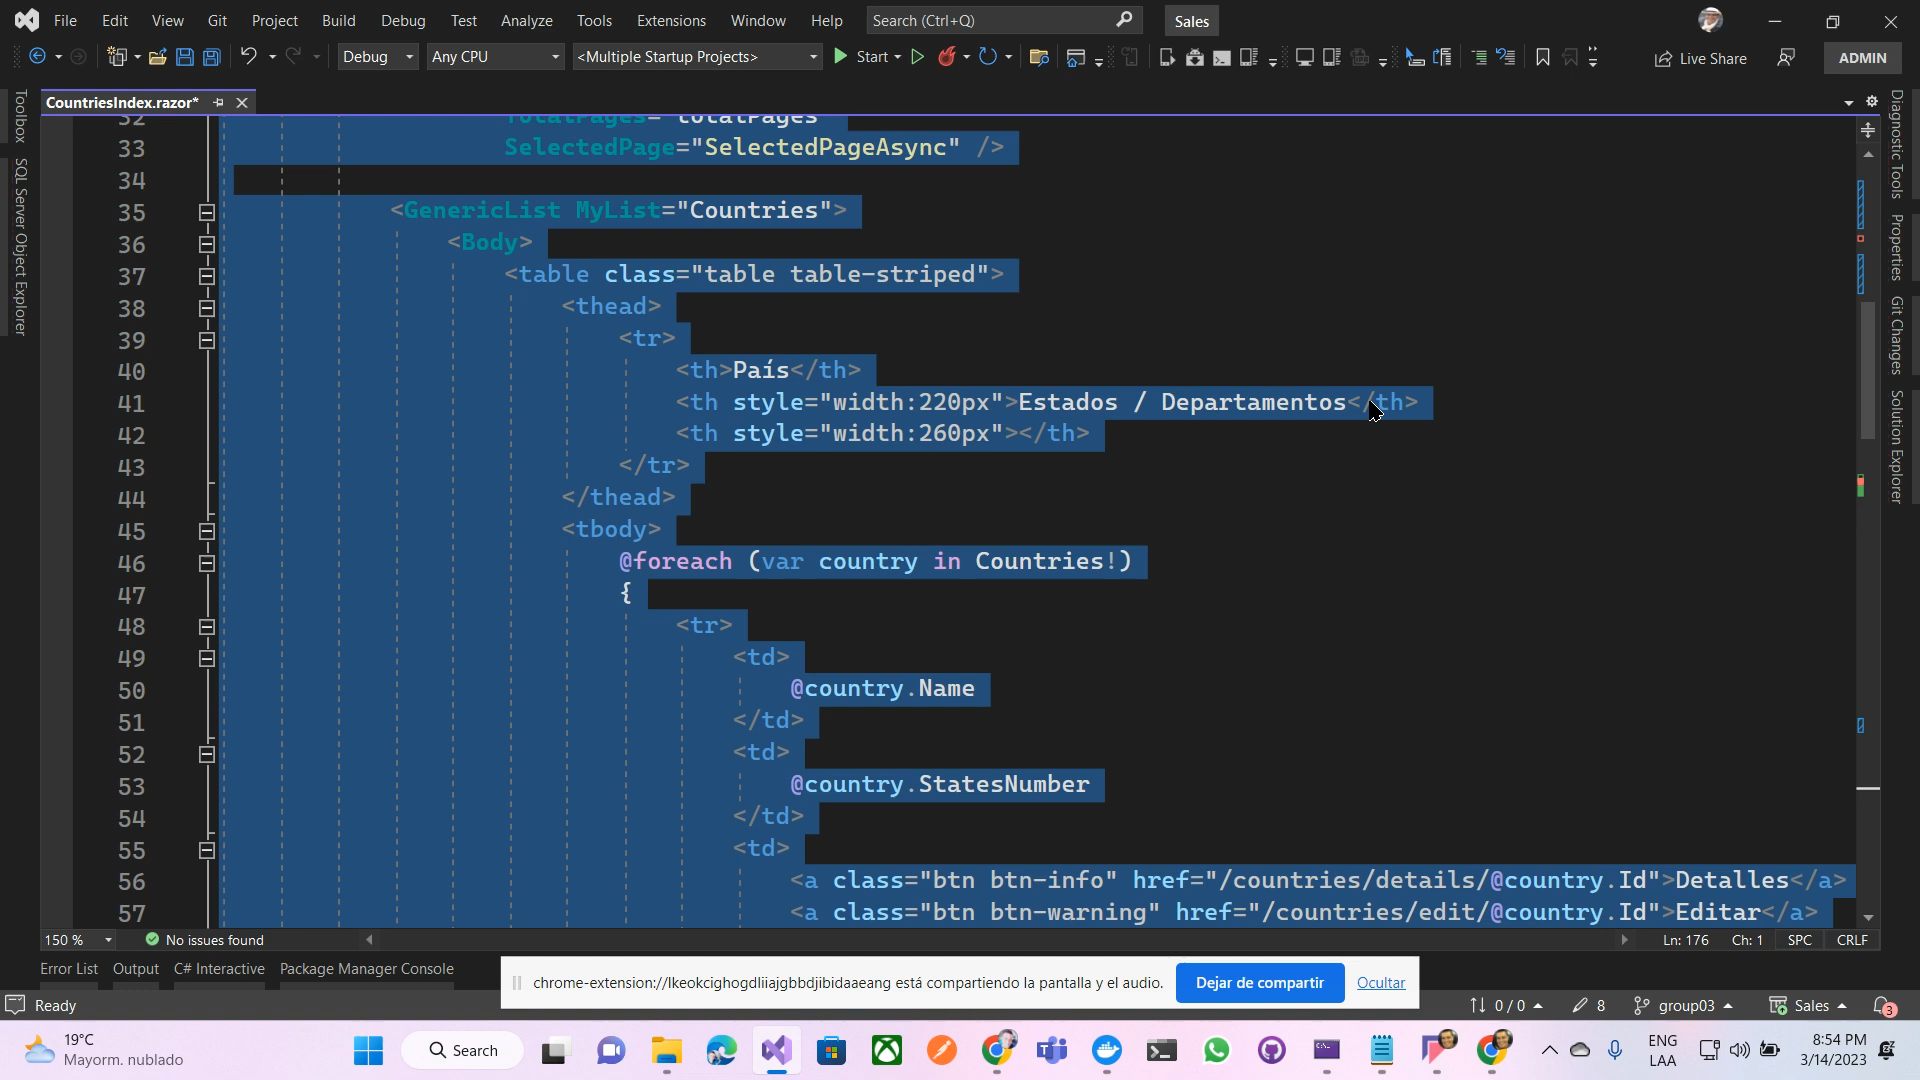 File Edit View Git Project Build Debug Test Analyze Tools Extensions Window Help Search (Ctrl+Q) Sales
Debug Any CPU <Multiple Startup Projects> Start Live Share ADMIN
CountriesIndex.razor*
Toolbox
SQL Server Object Explorer
Diagnostic Tools
Properties
Git Changes
Solution Explorer
32 TotalPages="totalPages"
33 SelectedPage="SelectedPageAsync" />
34
35 <GenericList MyList="Countries">
36 <Body>
37 <table class="table table-striped">
38 <thead>
39 <tr>
40 <th>País</th>
41 <th style="width:220px">Estados / Departamentos</th>
42 <th style="width:260px"></th>
43 </tr>
44 </thead>
45 <tbody>
46 @foreach (var country in Countries!)
47 {
48 <tr>
49 <td>
50 @country.Name
51 </td>
52 <td>
53 @country.StatesNumber
54 </td>
55 <td>
56 <a class="btn btn-info" href="/countries/details/@country.Id">Detalles</a>
57 <a class="btn btn-warning" href="/countries/edit/@country.Id">Editar</a>
150 % No issues found Ln: 176 Ch: 1 SPC CRLF
Error List Output C# Interactive Package Manager Console
chrome-extension://lkeokcighogdliiajgbbdjibidaaeang está compartiendo la pantalla y el audio. Dejar de compartir Ocultar
Ready 0 / 0 8 group03 Sales 3
19°C
Mayorm. nublado
Search
ENG
LAA
8:54 PM
3/14/2023